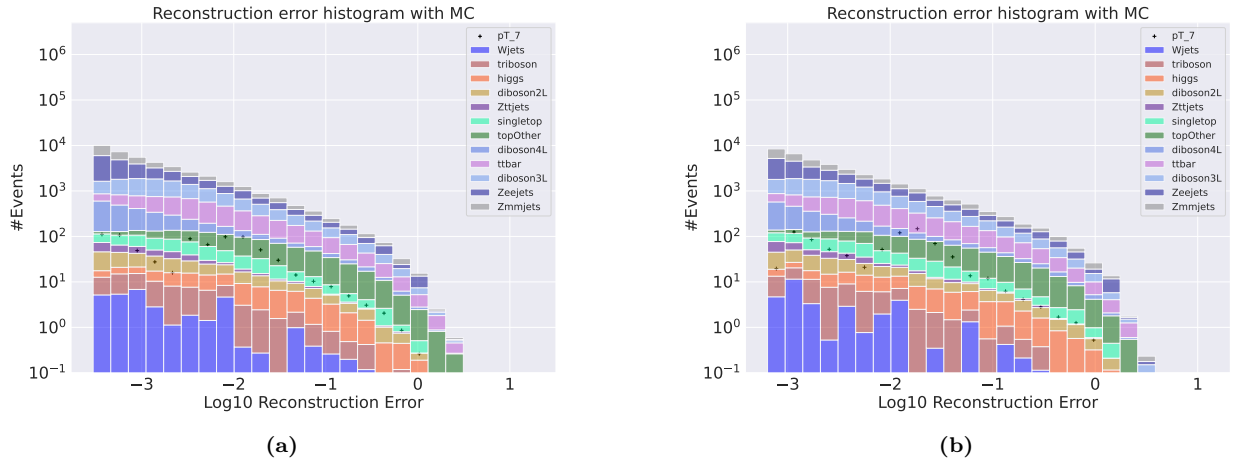 Reconstruction error histogram with MC
10^6
10^5
10^4
10^3
10^2
10^1
10^0
10^−1
#Events
−3 −2 −1 0 1
Log10 Reconstruction Error
pT_7
Wjets
triboson
higgs
diboson2L
Zttjets
singletop
topOther
diboson4L
ttbar
diboson3L
Zeejets
Zmmjets
(a)
Reconstruction error histogram with MC
10^6
10^5
10^4
10^3
10^2
10^1
10^0
10^−1
#Events
−3 −2 −1 0 1
Log10 Reconstruction Error
pT_7
Wjets
triboson
higgs
diboson2L
Zttjets
singletop
topOther
diboson4L
ttbar
diboson3L
Zeejets
Zmmjets
(b)